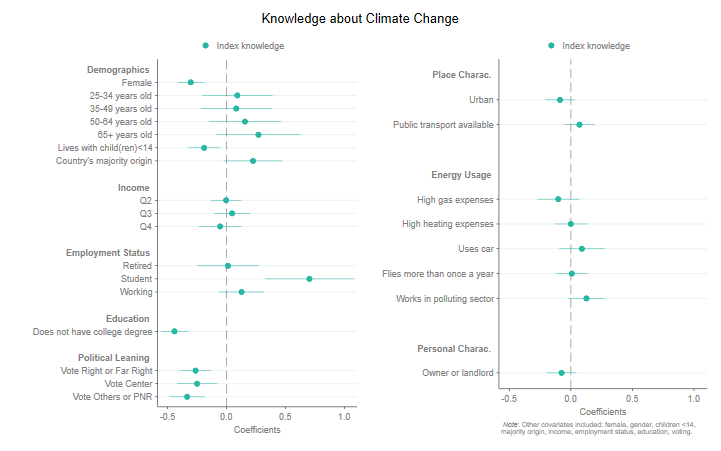 Knowledge about Climate Change
Index knowledge
Demographics
Female
25-34 years old
35-49 years old
50-64 years old
65+ years old
Lives with child(ren)<14
Country's majority origin
Income
Q2
Q3
Q4
Employment Status
Retired
Student
Working
Education
Does not have college degree
Political Leaning
Vote Right or Far Right
Vote Center
Vote Others or PNR
-0.5 0.0 0.5 1.0
Coefficients
Index knowledge
Place Charac.
Urban
Public transport available
Energy Usage
High gas expenses
High heating expenses
Uses car
Flies more than once a year
Works in polluting sector
Personal Charac.
Owner or landlord
-0.5 0.0 0.5 1.0
Coefficients
Note: Other covariates included: female, gender, children <14,
majority origin, income, employment status, education, voting.